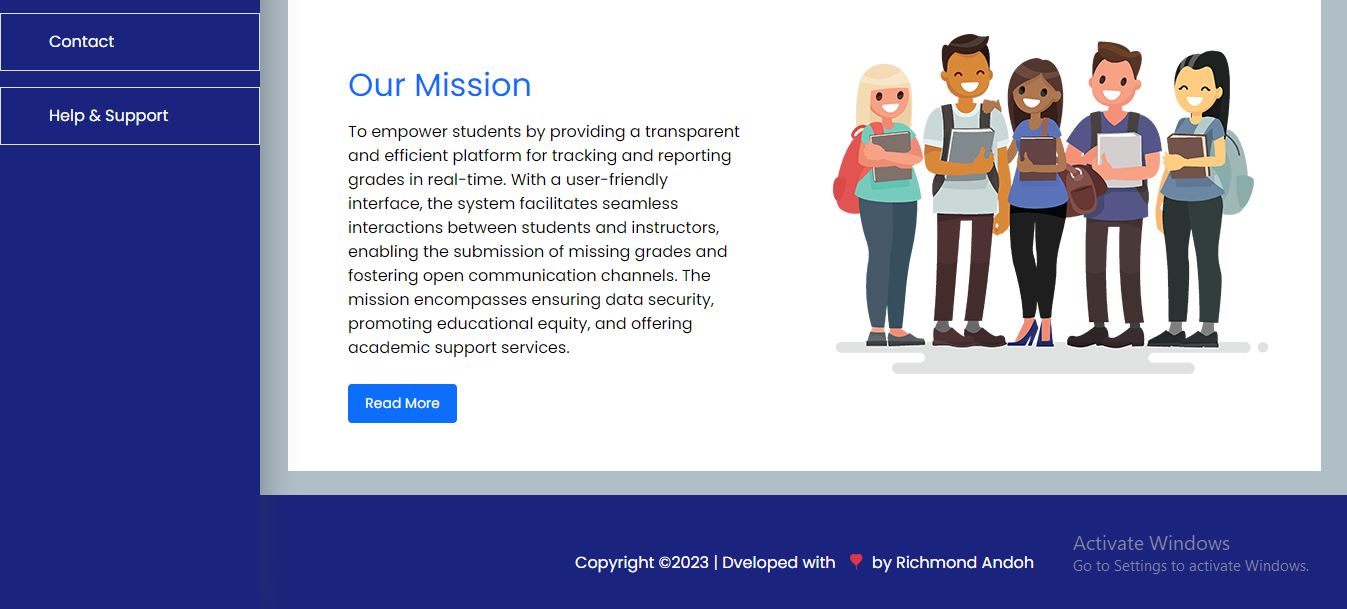 Contact
Help & Support
Our Mission
To empower students by providing a transparent
and efficient platform for tracking and reporting
grades in real-time. With a user-friendly
interface, the system facilitates seamless
interactions between students and instructors,
enabling the submission of missing grades and
fostering open communication channels. The
mission encompasses ensuring data security,
promoting educational equity, and offering
academic support services.
Read More
Copyright ©2023 | Dveloped with by Richmond Andoh
Activate Windows
Go to Settings to activate Windows.